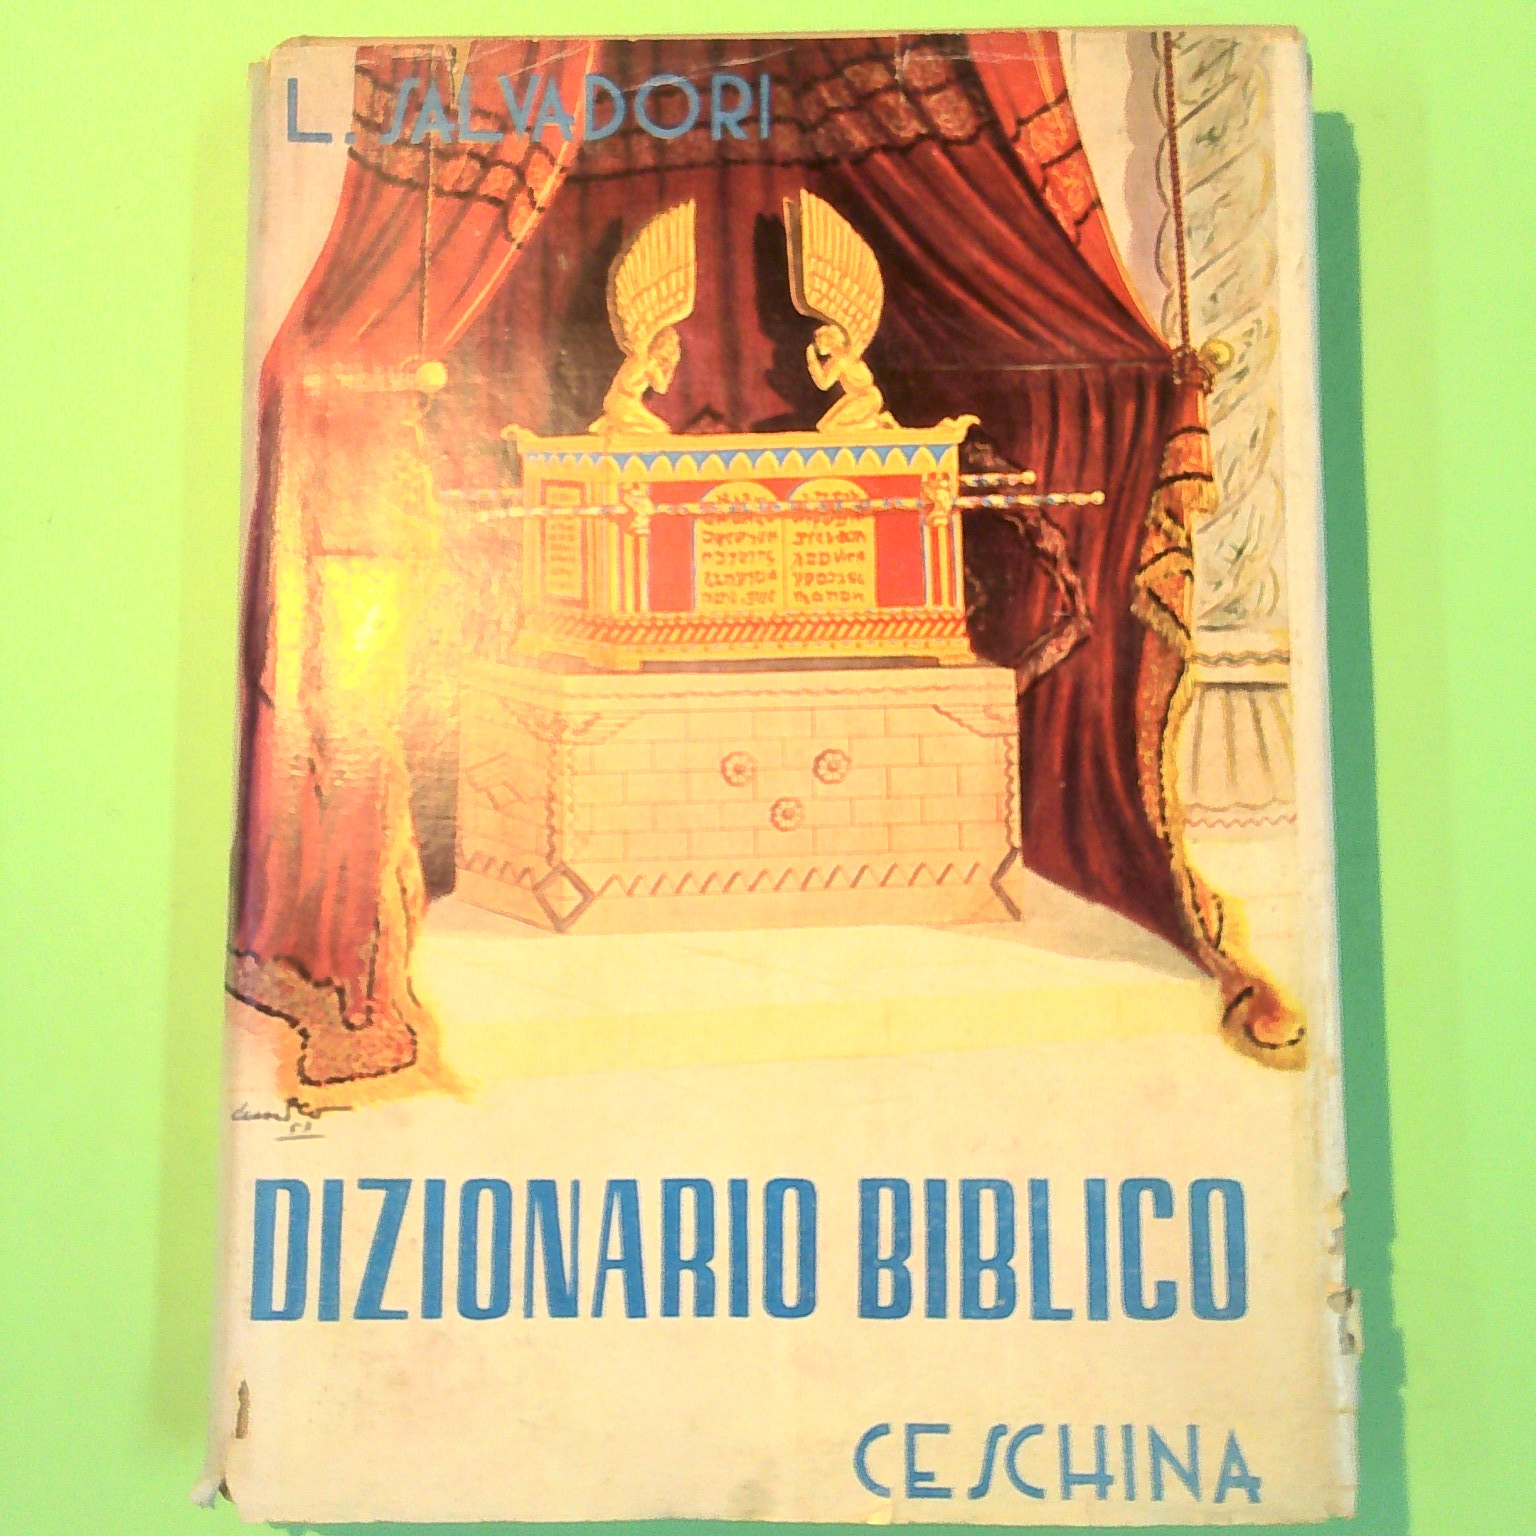 L. SALVADORI
DIZIONARIO BIBLICO
CESCHINA